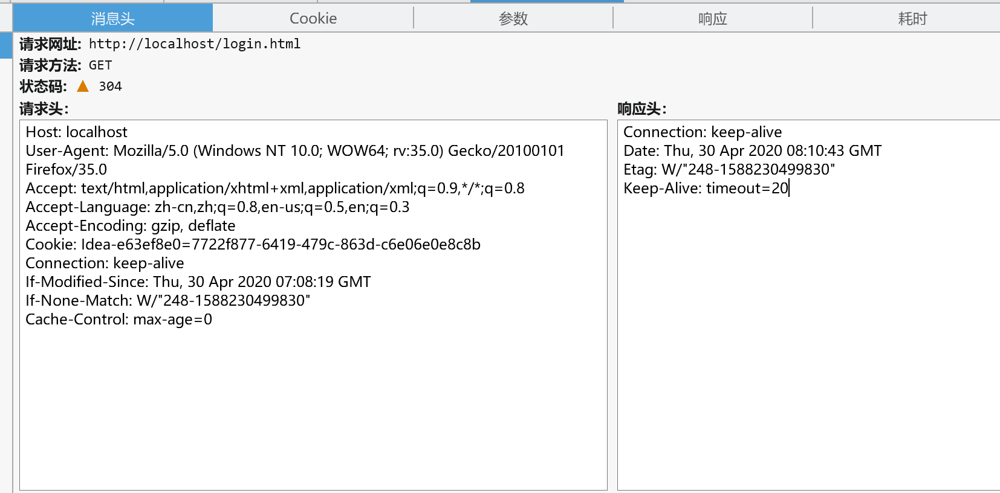 消息头 Cookie 参数 响应 耗时
请求网址: http://localhost/login.html
请求方法: GET
状态码: 304
请求头:
Host: localhost
User-Agent: Mozilla/5.0 (Windows NT 10.0; WOW64; rv:35.0) Gecko/20100101
Firefox/35.0
Accept: text/html,application/xhtml+xml,application/xml;q=0.9,*/*;q=0.8
Accept-Language: zh-cn,zh;q=0.8,en-us;q=0.5,en;q=0.3
Accept-Encoding: gzip, deflate
Cookie: Idea-e63ef8e0=7722f877-6419-479c-863d-c6e06e0e8c8b
Connection: keep-alive
If-Modified-Since: Thu, 30 Apr 2020 07:08:19 GMT
If-None-Match: W/"248-1588230499830"
Cache-Control: max-age=0
响应头:
Connection: keep-alive
Date: Thu, 30 Apr 2020 08:10:43 GMT
Etag: W/"248-1588230499830"
Keep-Alive: timeout=20